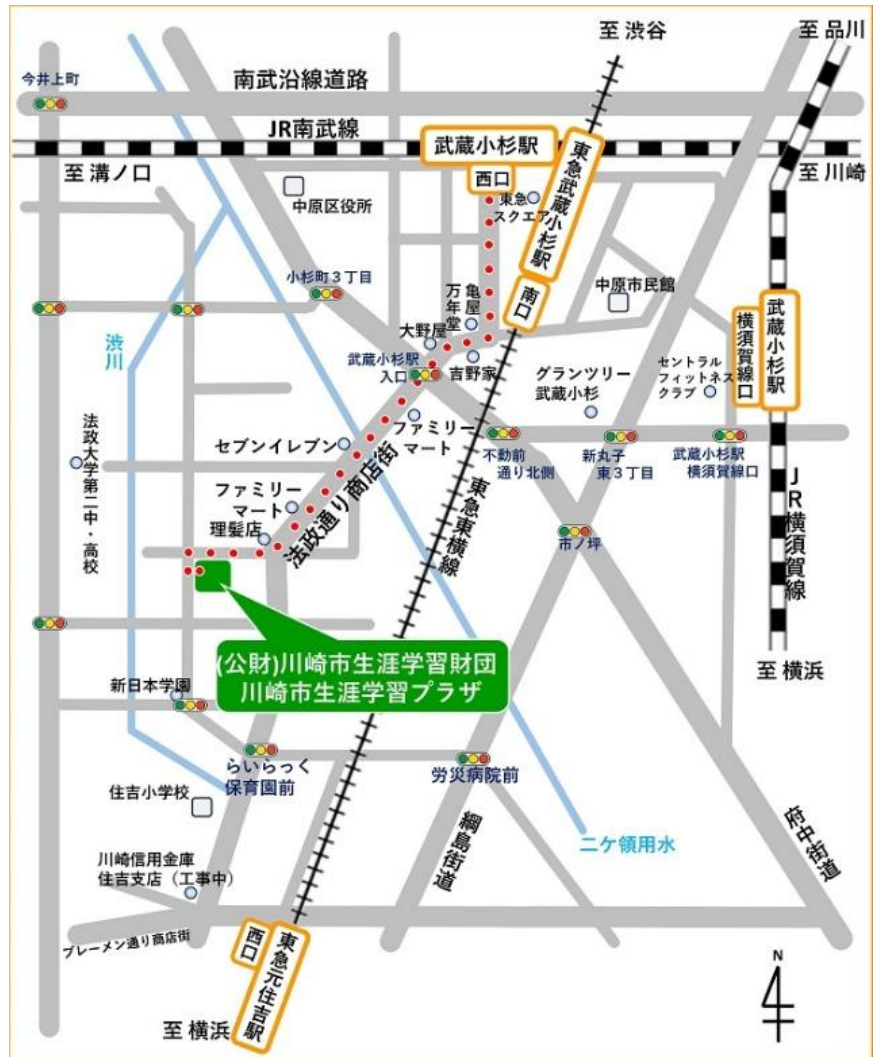 至 渋谷
至 品川
今井上町
南武沿線道路
JR南武線
武蔵小杉駅
西口
東急武蔵小杉駅
至 溝ノ口
至 川崎
中原区役所
東急
スクエア
小杉町3丁目
亀屋
万年堂
南口
中原市民館
武蔵小杉駅
横須賀線口
大野屋
渋川
武蔵小杉駅
入口
吉野家
グランツリー
武蔵小杉
セントラル
フィットネス
クラブ
法政大学第二中・高校
セブンイレブン
ファミリー
マート
不動前
通り北側
新丸子
東3丁目
武蔵小杉駅
横須賀線口
ファミリー
マート
法政通り商店街
東急東横線
JR横須賀線
理髪店
市ノ坪
(公財)川崎市生涯学習財団
川崎市生涯学習プラザ
至 横浜
新日本学園
らいらっく
保育園前
労災病院前
住吉小学校
綱島街道
二ケ領用水
府中街道
川崎信用金庫
住吉支店（工事中）
ブレーメン通り商店街
西口
東急元住吉駅
至 横浜
N